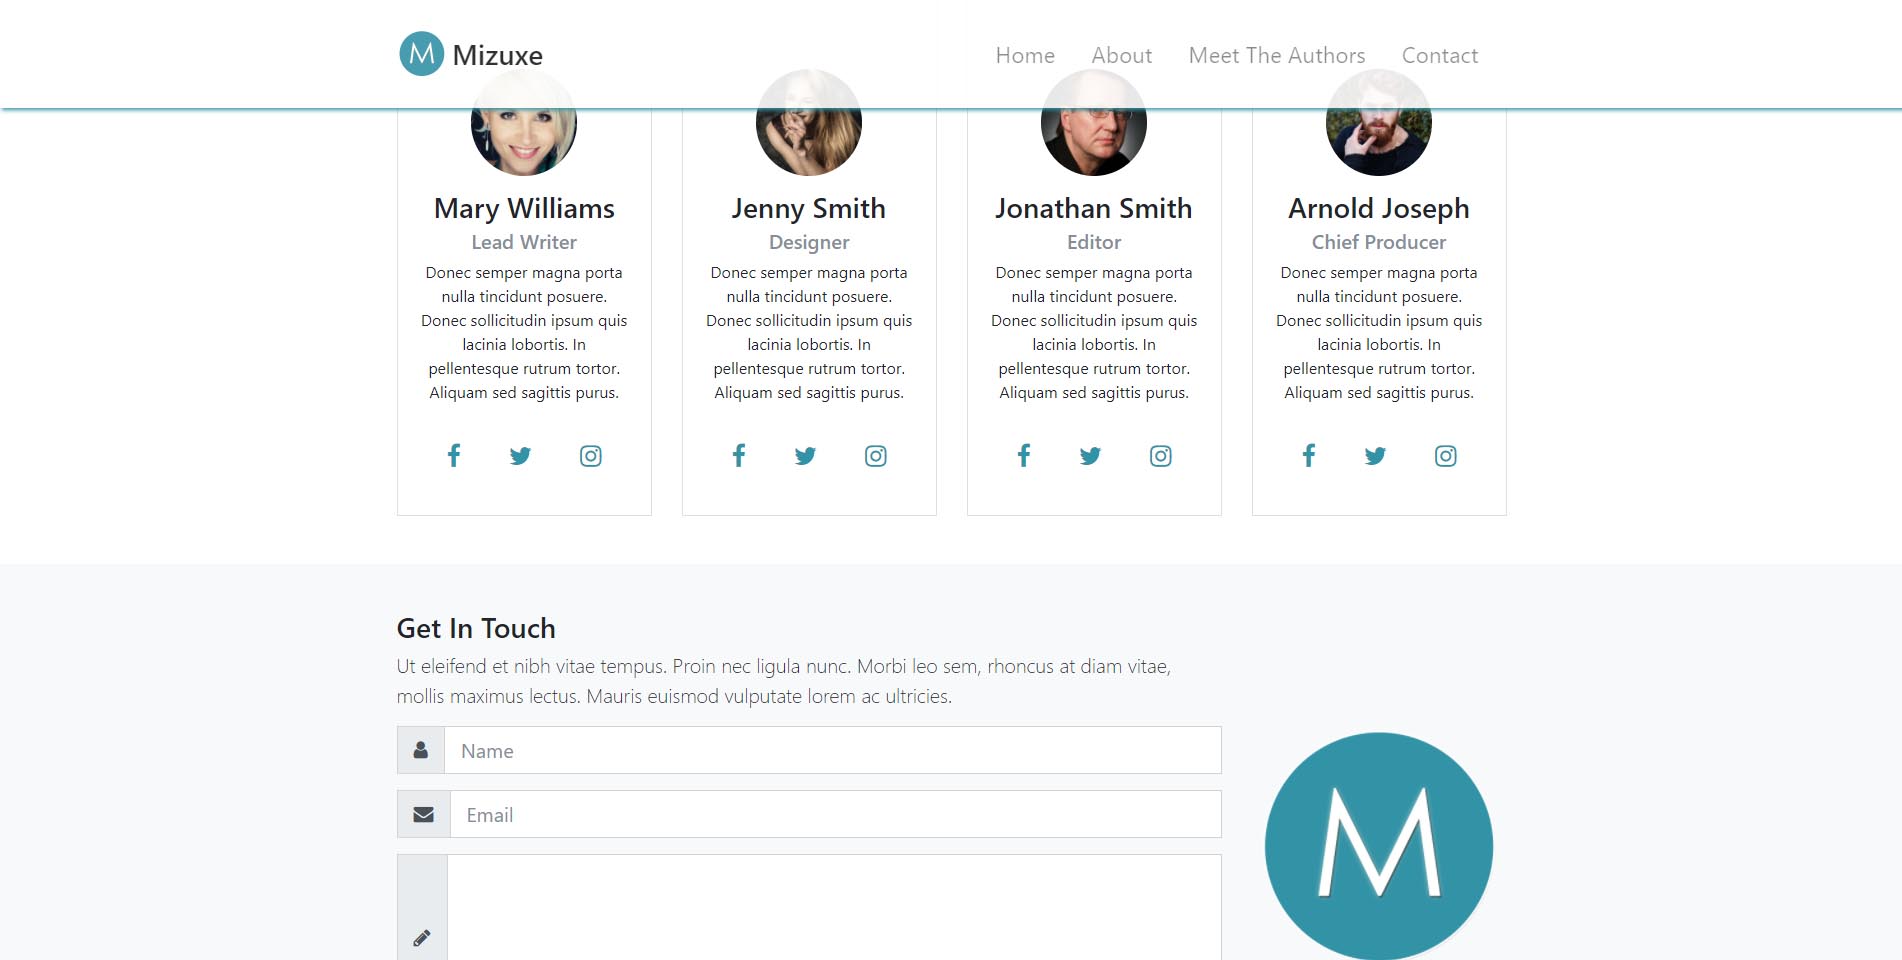 M Mizuxe
Home About Meet The Authors Contact
Mary Williams
Lead Writer
Donec semper magna porta
nulla tincidunt posuere.
Donec sollicitudin ipsum quis
lacinia lobortis. In
pellentesque rutrum tortor.
Aliquam sed sagittis purus.
Jenny Smith
Designer
Donec semper magna porta
nulla tincidunt posuere.
Donec sollicitudin ipsum quis
lacinia lobortis. In
pellentesque rutrum tortor.
Aliquam sed sagittis purus.
Jonathan Smith
Editor
Donec semper magna porta
nulla tincidunt posuere.
Donec sollicitudin ipsum quis
lacinia lobortis. In
pellentesque rutrum tortor.
Aliquam sed sagittis purus.
Arnold Joseph
Chief Producer
Donec semper magna porta
nulla tincidunt posuere.
Donec sollicitudin ipsum quis
lacinia lobortis. In
pellentesque rutrum tortor.
Aliquam sed sagittis purus.
Get In Touch
Ut eleifend et nibh vitae tempus. Proin nec ligula nunc. Morbi leo sem, rhoncus at diam vitae,
mollis maximus lectus. Mauris euismod vulputate lorem ac ultricies.
Name
Email
M